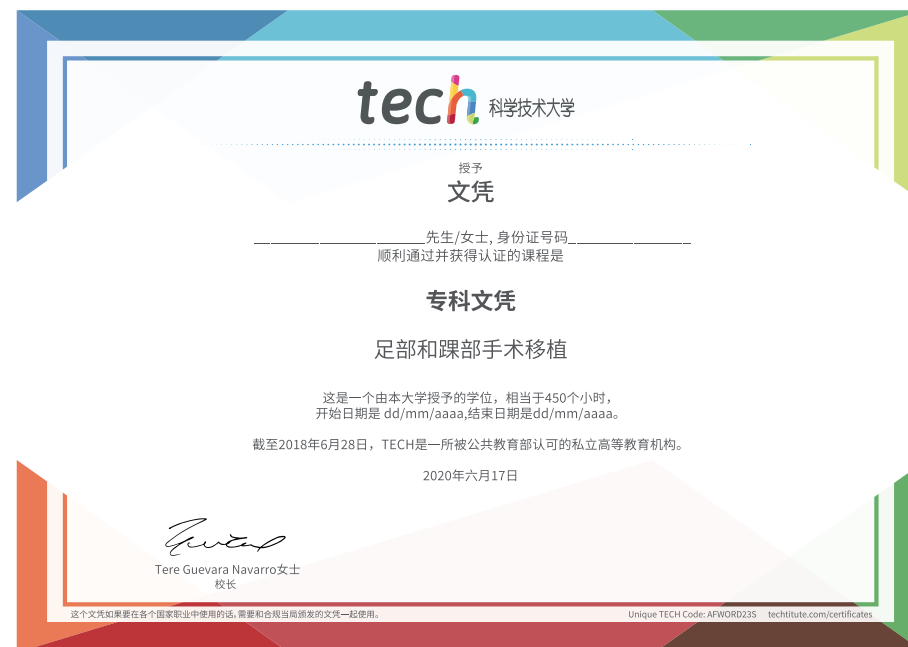 tech 科学技术大学
授予
文凭
________________________先生/女士, 身份证号码_________________
顺利通过并获得认证的课程是
专科文凭
足部和踝部手术移植
这是一个由本大学授予的学位，相当于450个小时，
开始日期是 dd/mm/aaaa,结束日期是dd/mm/aaaa。
截至2018年6月28日，TECH是一所被公共教育部认可的私立高等教育机构。
2020年六月17日
Tere Guevara Navarro女士
校长
这个文凭如果要在各个国家职业中使用的话,需要和合规当局颁发的文凭一起使用。
Unique TECH Code: AFWORD23S techtitute.com/certificates